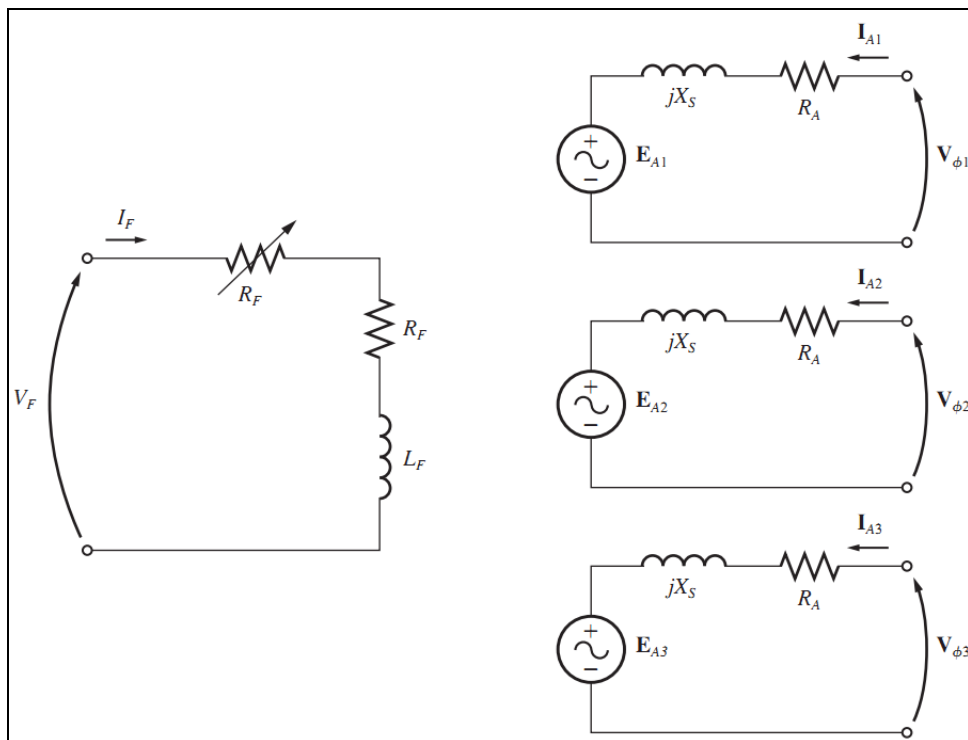 I_F
R_F
R_F
V_F
L_F
I_A1
jX_S
R_A
+
E_A1
−
V_ϕ1
I_A2
jX_S
R_A
+
E_A2
−
V_ϕ2
I_A3
jX_S
R_A
+
E_A3
−
V_ϕ3